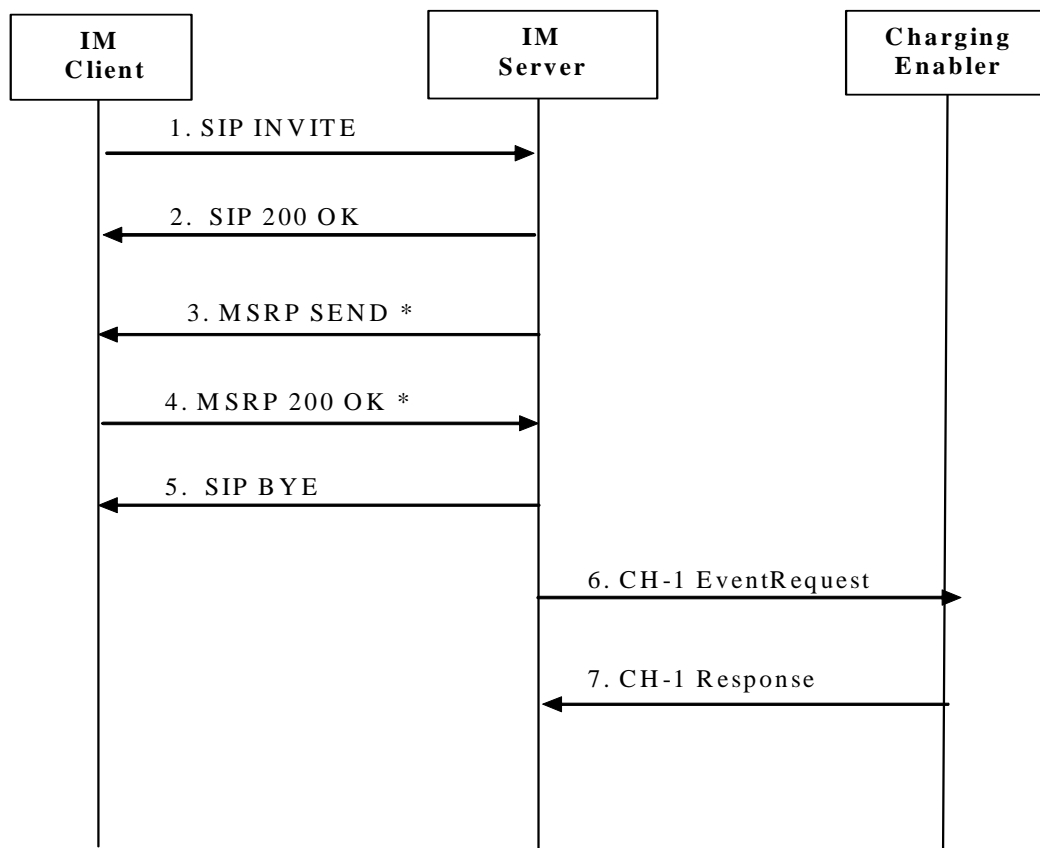 IM
Client
IM
Server
Charging
Enabler
1. SIP INVITE
2. SIP 200 OK
3. MSRP SEND *
4. MSRP 200 OK *
5. SIP BYE
6. CH-1 EventRequest
7. CH-1 Response